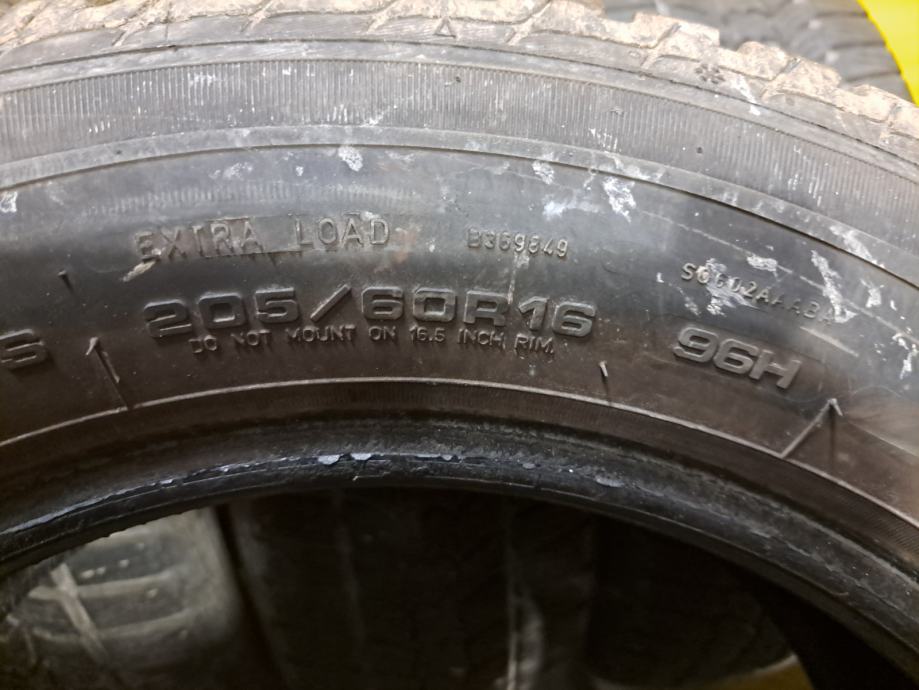 EXTRA LOAD B369849
205/60R16
DO NOT MOUNT ON 16.5 INCH RIM.
96H
S